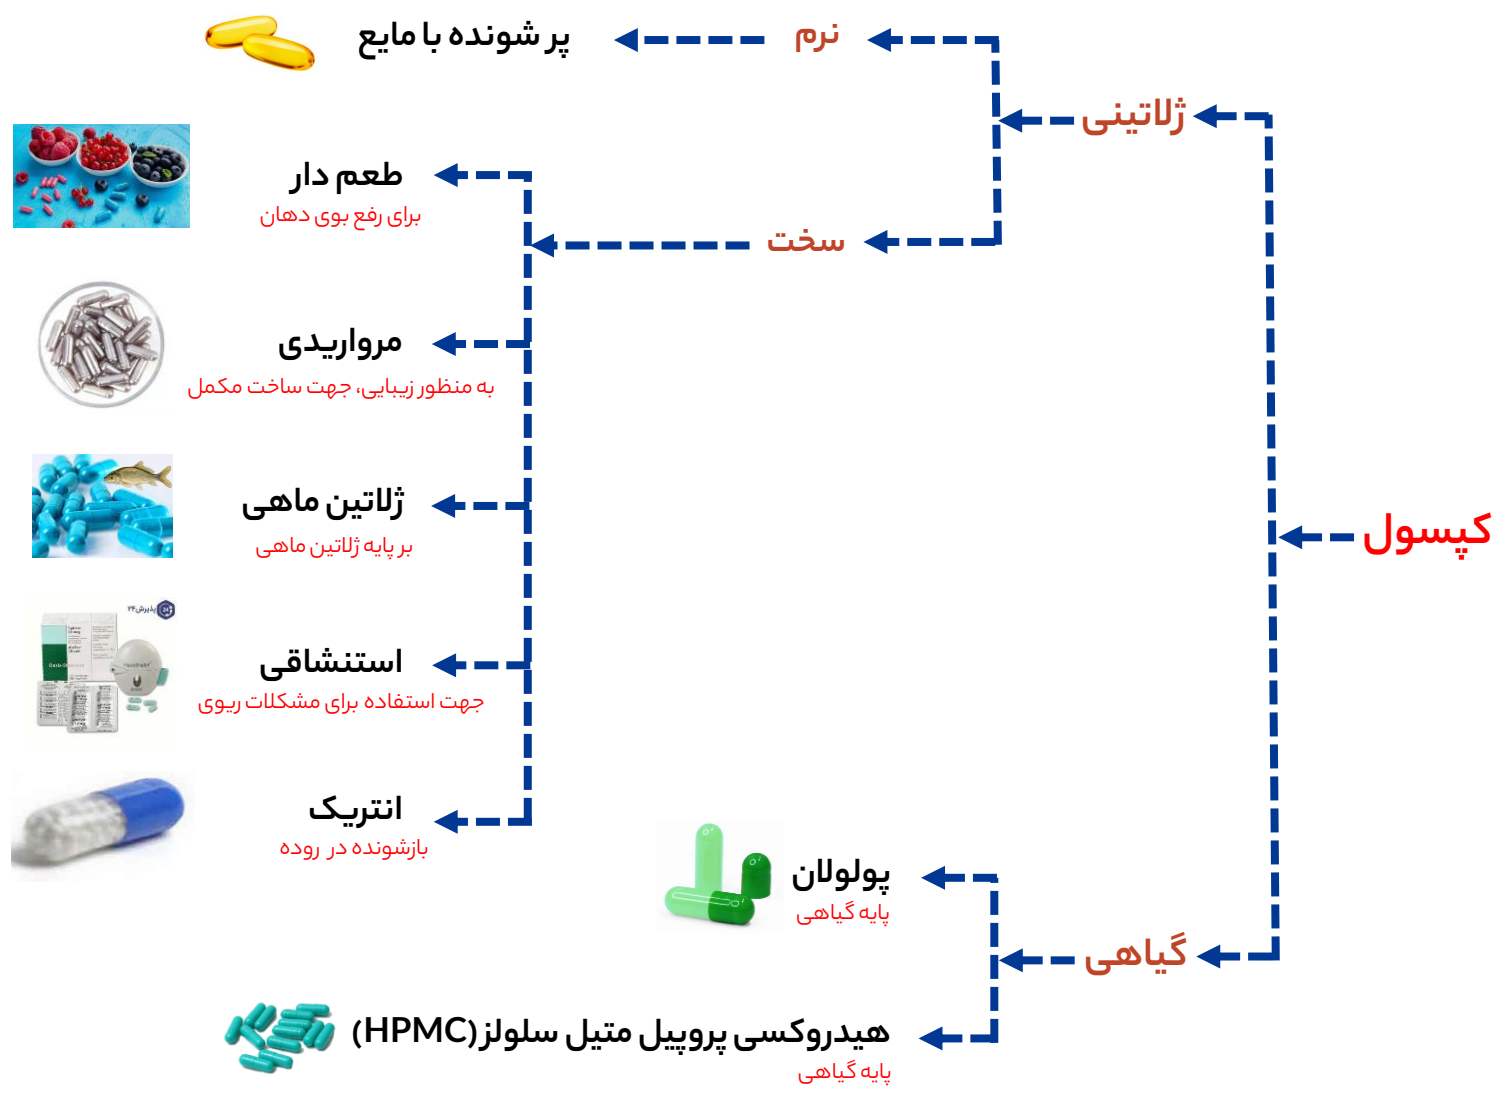 کپسول
ژلاتینی
نرم
پر شونده با مایع
سخت
طعم دار
برای رفع بوی دهان
مرواریدی
به منظور زیبایی، جهت ساخت مکمل
ژلاتین ماهی
بر پایه ژلاتین ماهی
استنشاقی
جهت استفاده برای مشکلات ریوی
پذیرش۲۴
24
انتریک
بازشونده در روده
گیاهی
پولولان
پایه گیاهی
هیدروکسی پروپیل متیل سلولز (HPMC)
پایه گیاهی